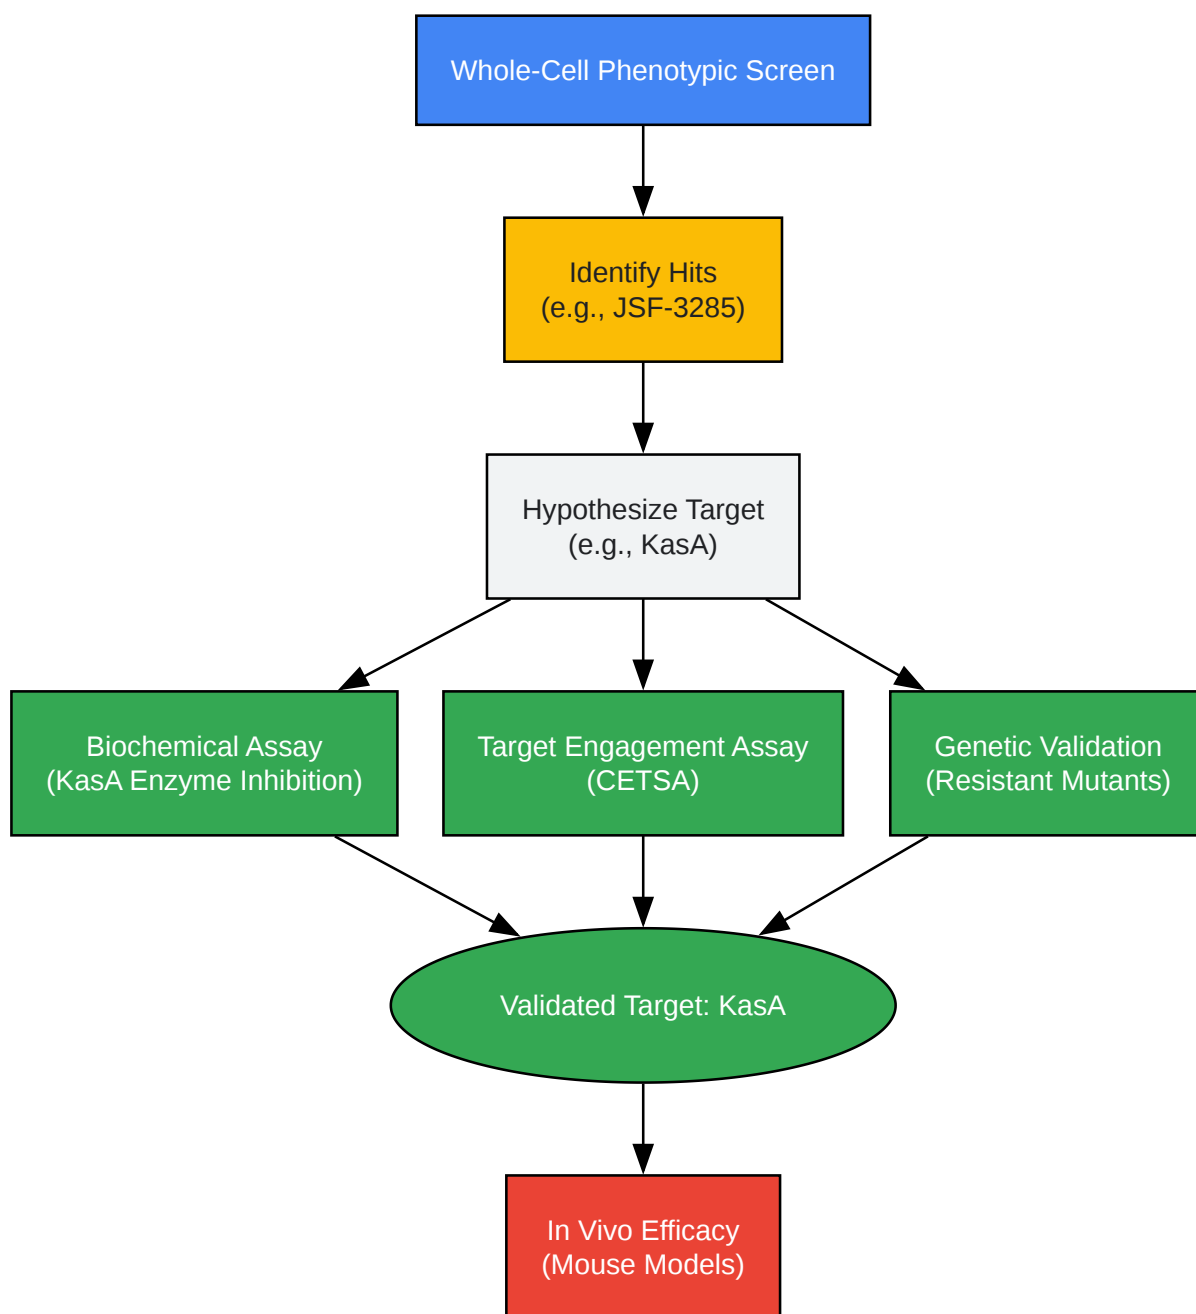 Whole-Cell Phenotypic Screen
Identify Hits
(e.g., JSF-3285)
Hypothesize Target
(e.g., KasA)
Biochemical Assay
(KasA Enzyme Inhibition)
Target Engagement Assay
(CETSA)
Genetic Validation
(Resistant Mutants)
Validated Target: KasA
In Vivo Efficacy
(Mouse Models)